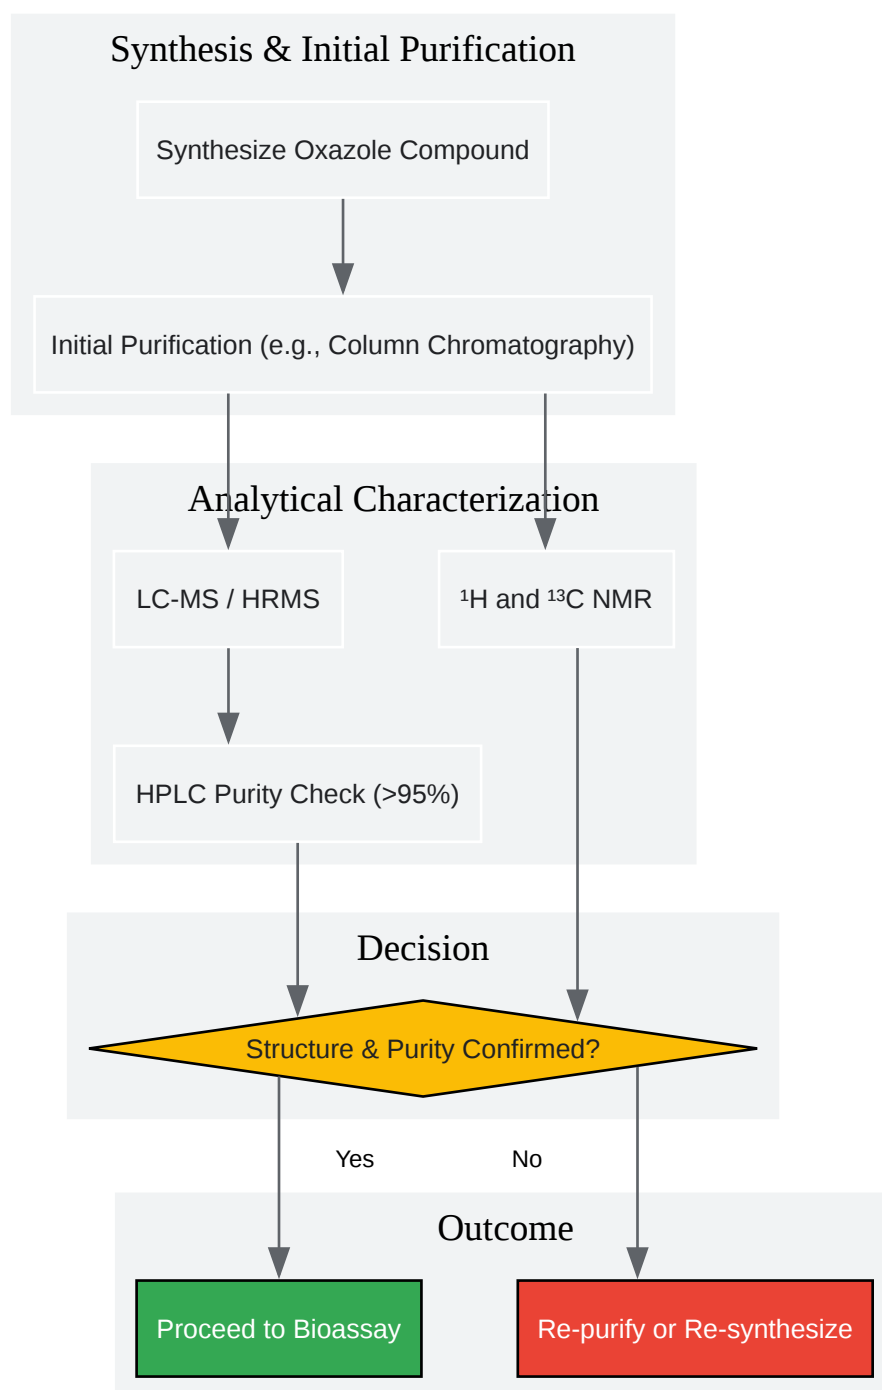 Synthesis & Initial Purification
Synthesize Oxazole Compound
Initial Purification (e.g., Column Chromatography)
Analytical Characterization
LC-MS / HRMS
¹H and ¹³C NMR
HPLC Purity Check (>95%)
Decision
Structure & Purity Confirmed?
Yes
No
Outcome
Proceed to Bioassay
Re-purify or Re-synthesize